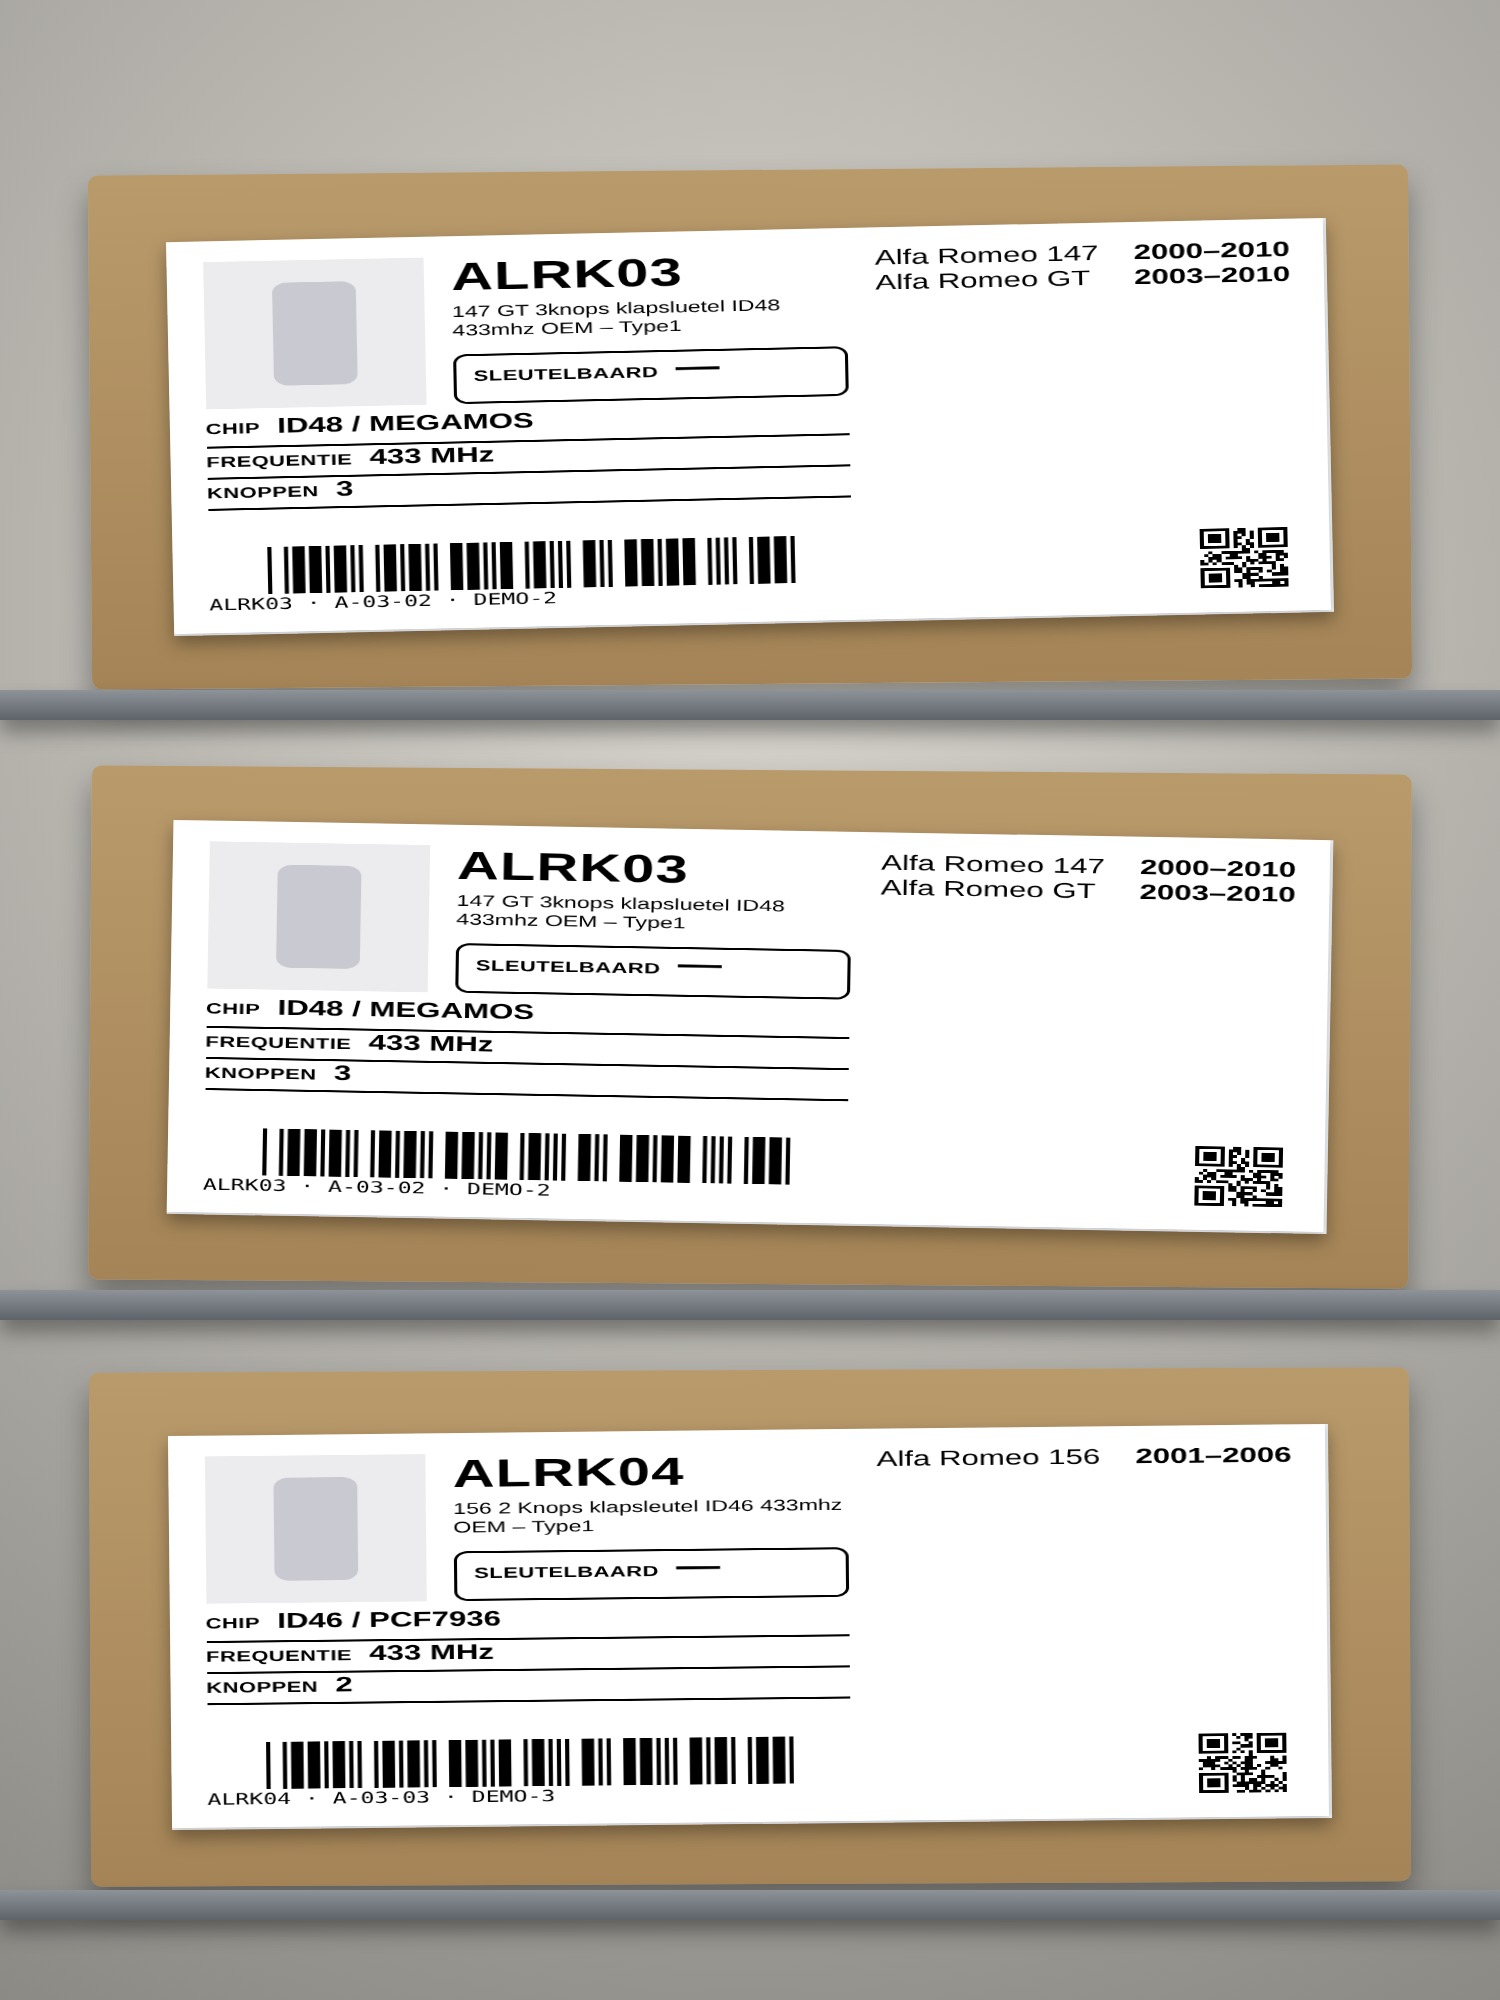 ALRK03
147 GT 3knops klapsluetel ID48
433mhz OEM – Type1
SLEUTELBAARD —
CHIP ID48 / MEGAMOS
FREQUENTIE 433 MHz
KNOPPEN 3
ALRK03 · A-03-02 · DEMO-2
Alfa Romeo 147 2000–2010
Alfa Romeo GT 2003–2010
ALRK03
147 GT 3knops klapsluetel ID48
433mhz OEM – Type1
SLEUTELBAARD —
CHIP ID48 / MEGAMOS
FREQUENTIE 433 MHz
KNOPPEN 3
ALRK03 · A-03-02 · DEMO-2
Alfa Romeo 147 2000–2010
Alfa Romeo GT 2003–2010
ALRK04
156 2 Knops klapsleutel ID46 433mhz
OEM – Type1
SLEUTELBAARD —
CHIP ID46 / PCF7936
FREQUENTIE 433 MHz
KNOPPEN 2
ALRK04 · A-03-03 · DEMO-3
Alfa Romeo 156 2001–2006